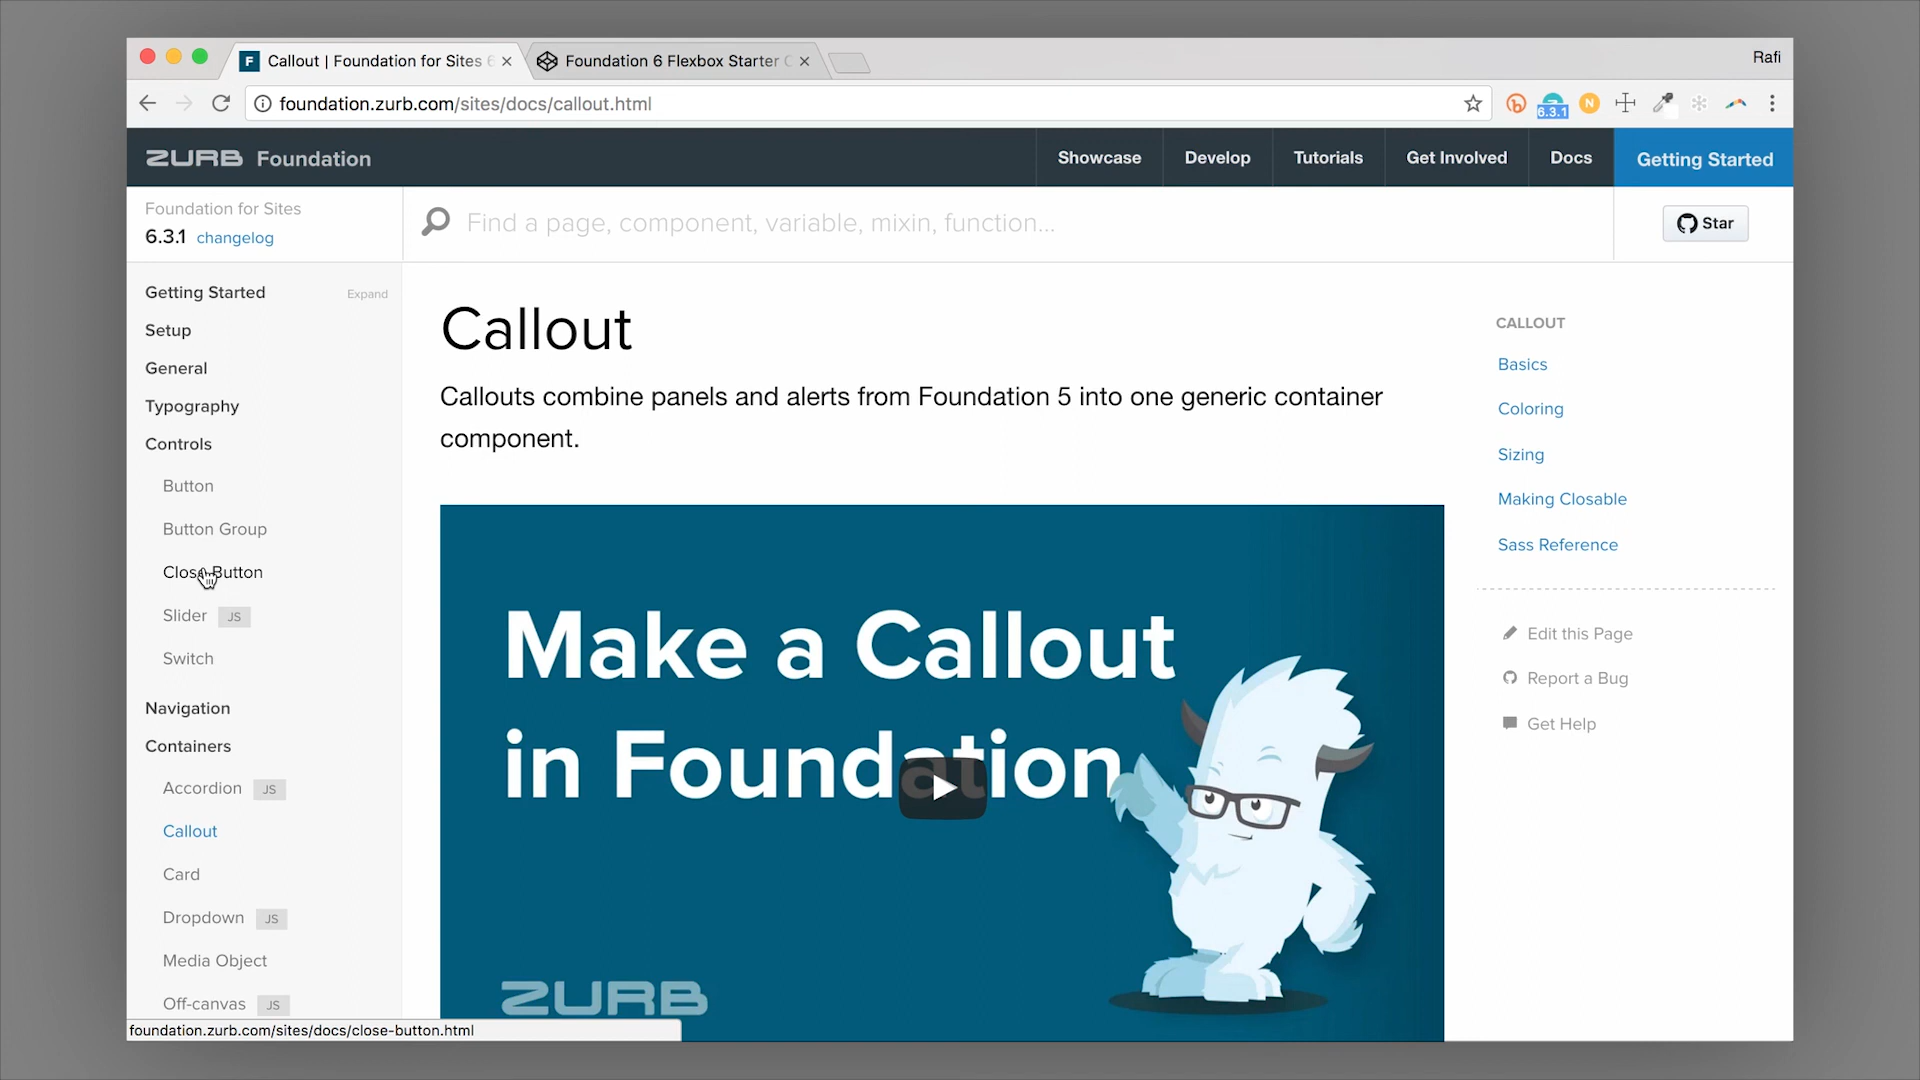 Callout | Foundation for Sites 6
Foundation 6 Flexbox Starter C
Rafi
foundation.zurb.com/sites/docs/callout.html
6.3.1
N
ZURB Foundation
Showcase
Develop
Tutorials
Get Involved
Docs
Getting Started
Foundation for Sites
6.3.1 changelog
Find a page, component, variable, mixin, function...
Star
Getting Started
Expand
Setup
General
Typography
Controls
Button
Button Group
Close Button
Slider JS
Switch
Navigation
Containers
Accordion JS
Callout
Card
Dropdown JS
Media Object
Off-canvas JS
foundation.zurb.com/sites/docs/close-button.html
Callout
Callouts combine panels and alerts from Foundation 5 into one generic container
component.
Make a Callout
in Foundation
ZURB
CALLOUT
Basics
Coloring
Sizing
Making Closable
Sass Reference
Edit this Page
Report a Bug
Get Help